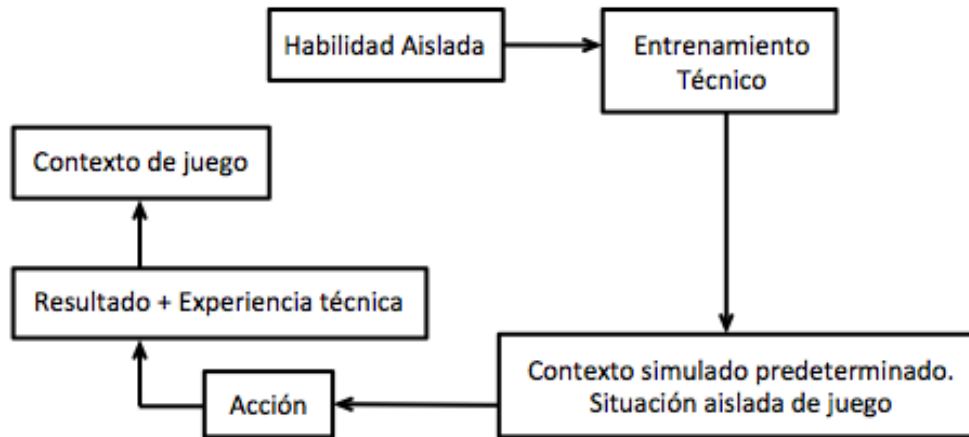 Habilidad Aislada
Entrenamiento
Técnico
Contexto simulado predeterminado.
Situación aislada de juego
Acción
Resultado + Experiencia técnica
Contexto de juego